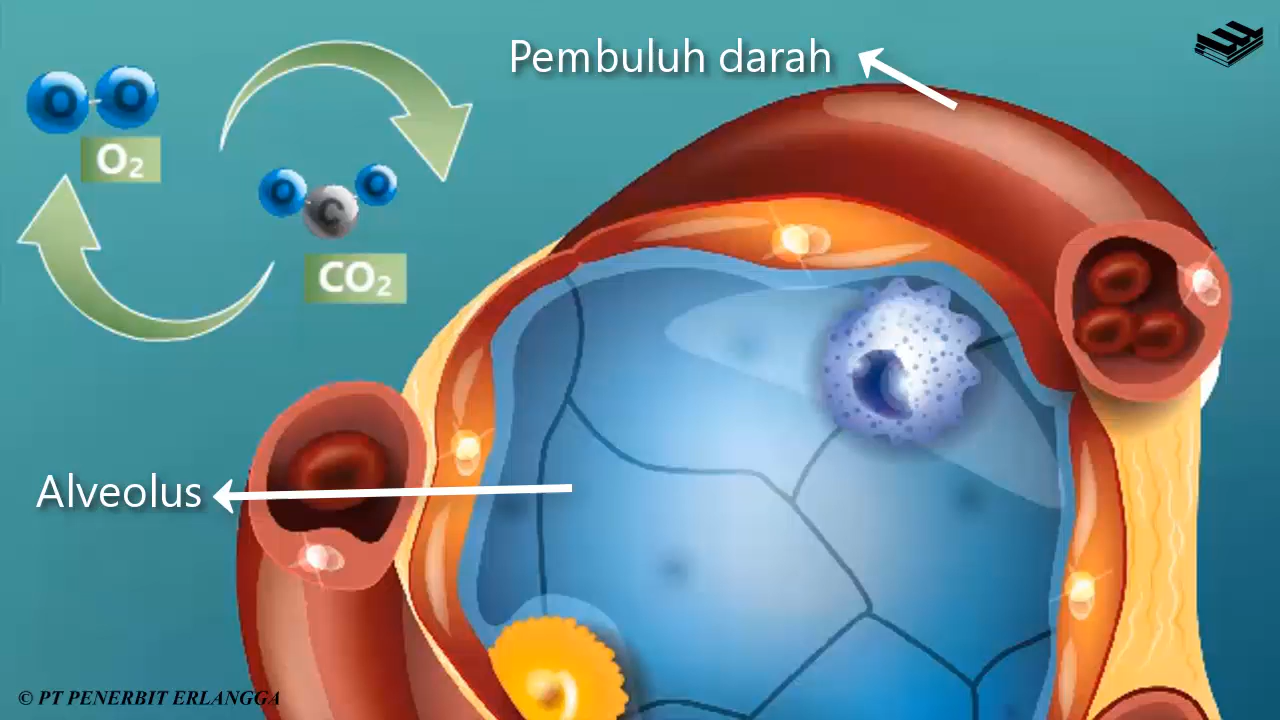 Pembuluh darah
O O
O₂
O C O
CO₂
Alveolus
© PT PENERBIT ERLANGGA